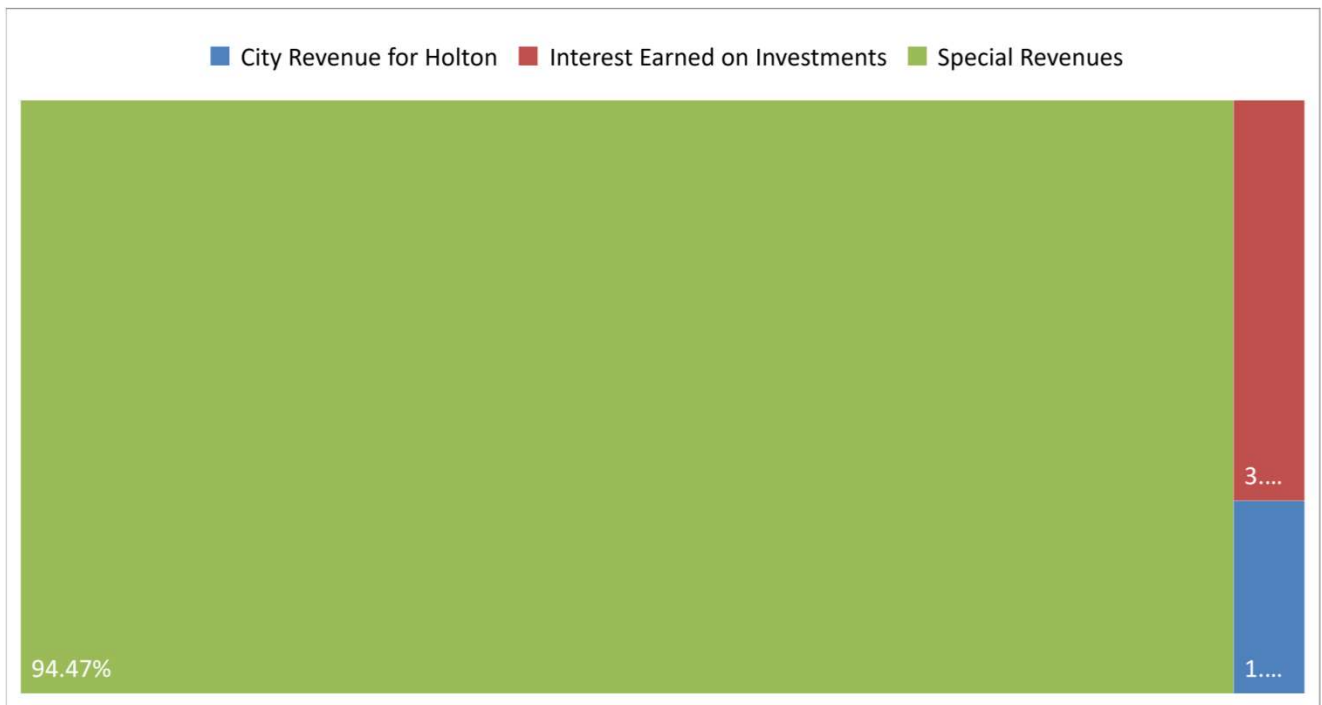 City Revenue for Holton Interest Earned on Investments Special Revenues
3....
94.47%
1....